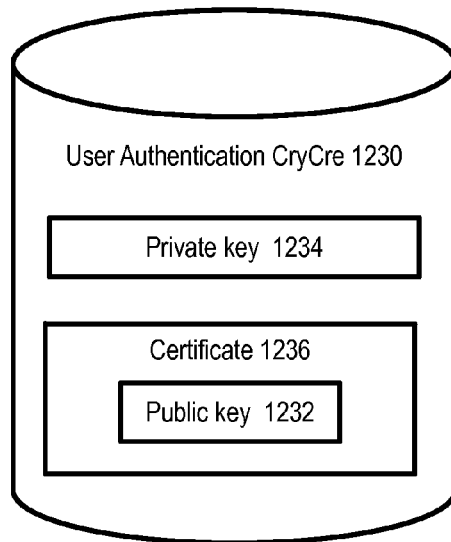 User Authentication CryCre 1230
Private key 1234
Certificate 1236
Public key 1232